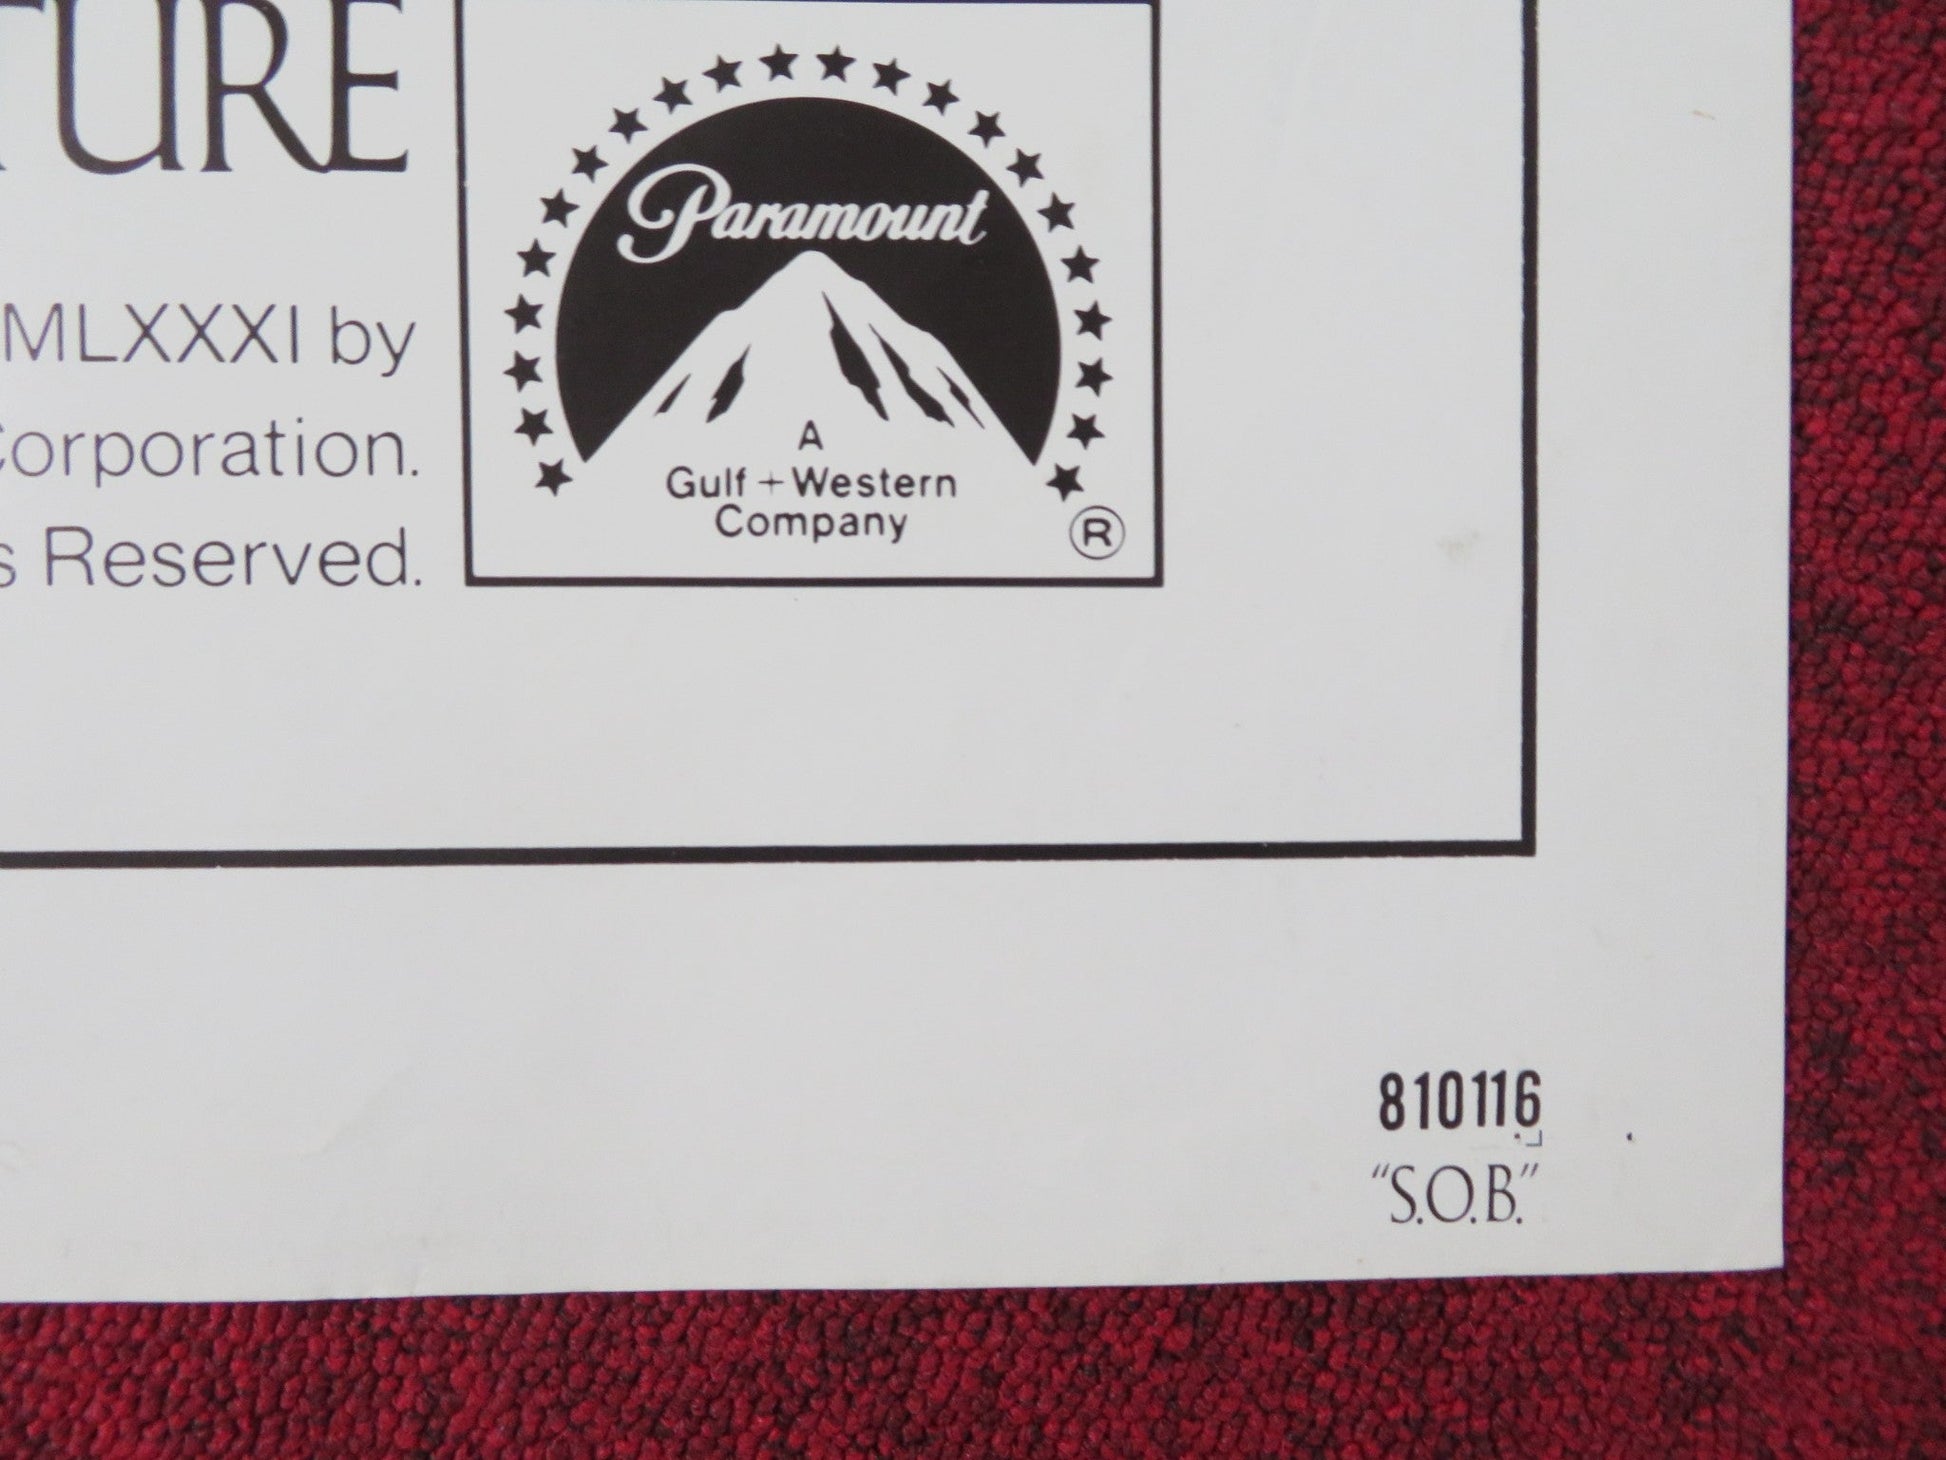 TURE
Paramount
MLXXXI by
Corporation.
A
Gulf + Western
Company
s Reserved.
®
810116
"S.O.B."